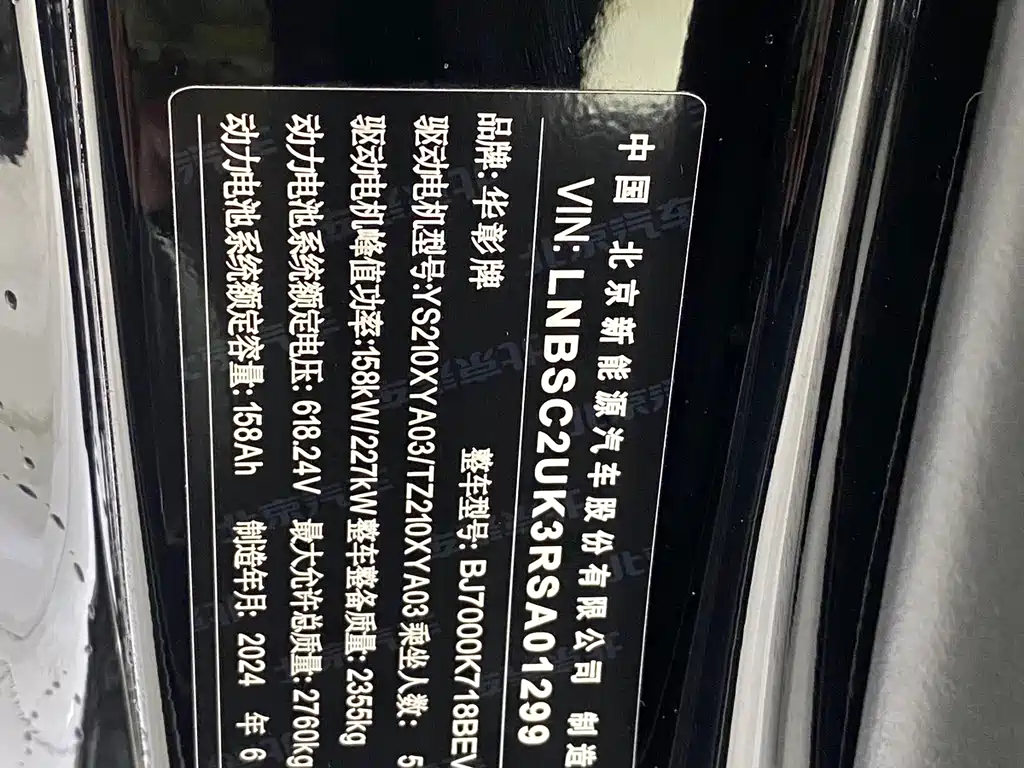 中国 北京新能源汽车股份有限公司 制造
VIN: LNBSC2UK3RSA01299
品牌: 华彰牌 整车型号: BJ7000K718BEV
驱动电机型号:YS210XYA03/TZ210XYA03 乘坐人数: 5
驱动电机峰值功率:158kW/227kW 整车整备质量: 2355kg
动力电池系统额定电压: 618.24V 最大允许总质量: 2760kg
动力电池系统额定容量: 158Ah 制造年月: 2024 年 6